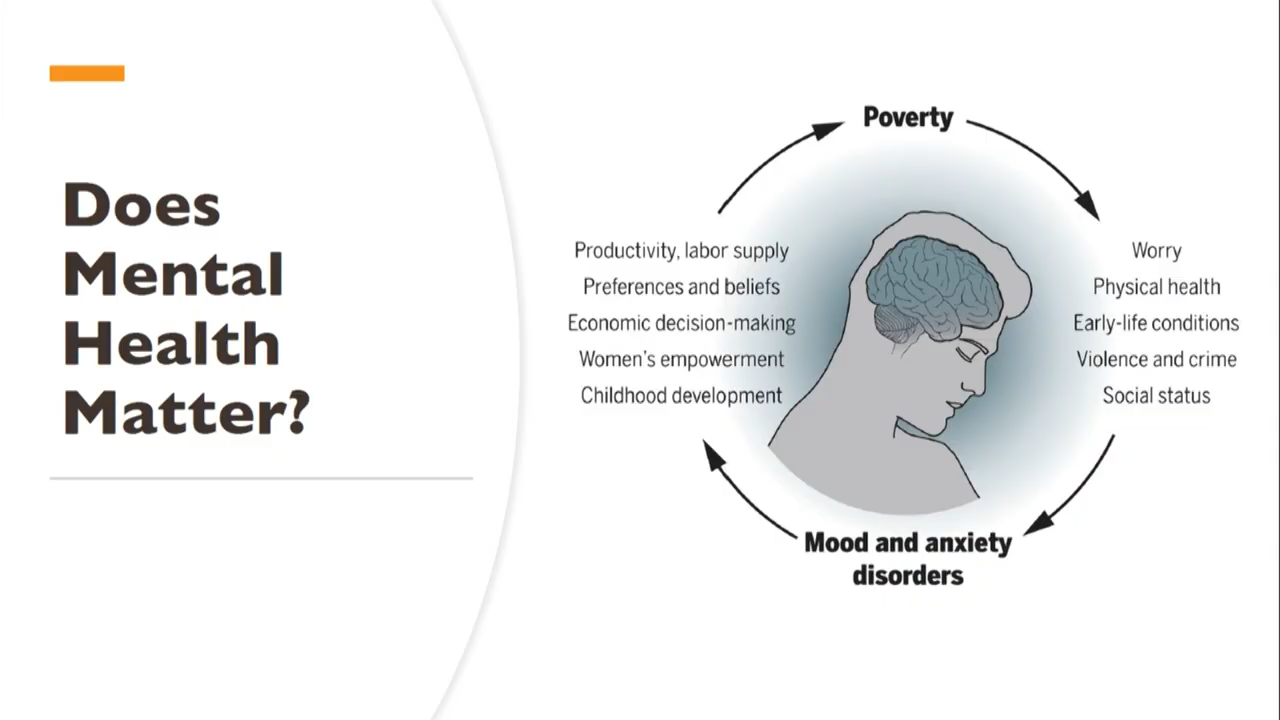 Does
Mental
Health
Matter?
Poverty
Productivity, labor supply
Preferences and beliefs
Economic decision-making
Women's empowerment
Childhood development
Worry
Physical health
Early-life conditions
Violence and crime
Social status
Mood and anxiety
disorders